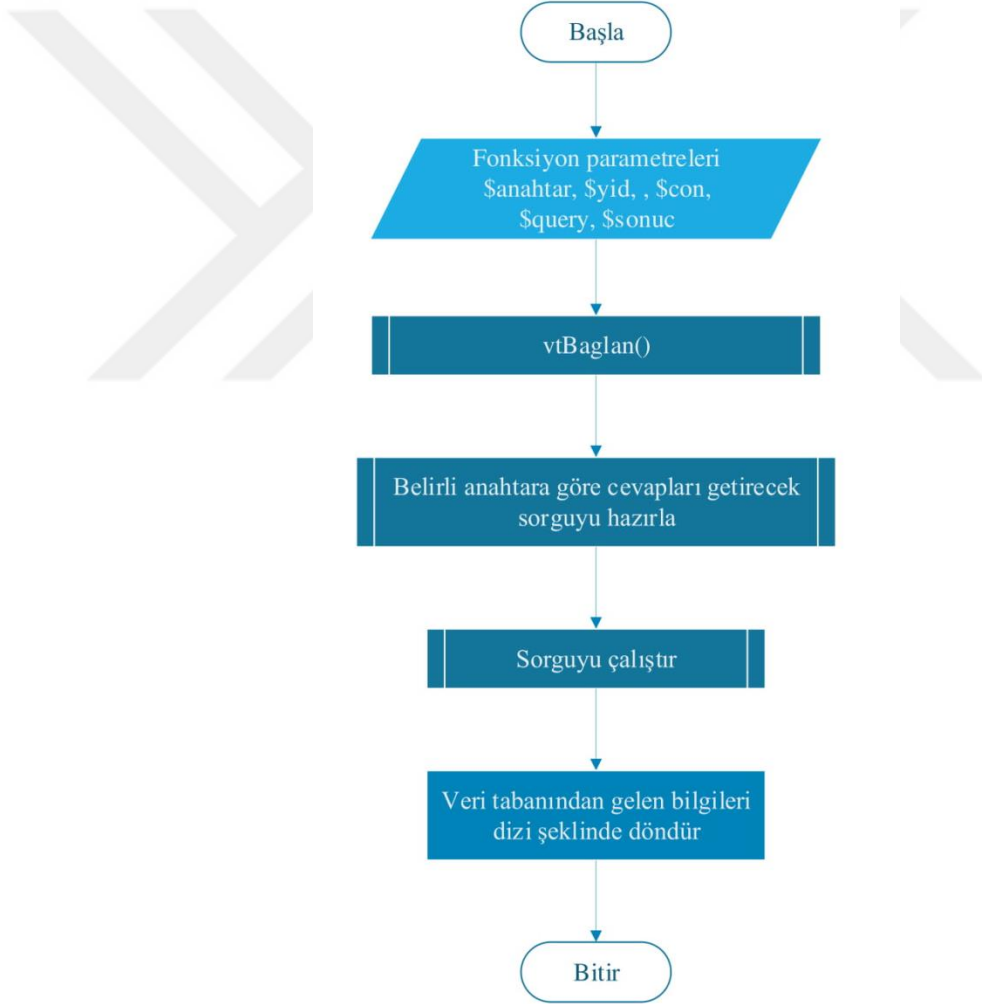 Başla
Fonksiyon parametreleri
$anahtar, $yid, , $con,
$query, $sonuc
vtBaglan()
Belirli anahtara göre cevapları getirecek
sorguyu hazırla
Sorguyu çalıştır
Veri tabanından gelen bilgileri
dizi şeklinde döndür
Bitir